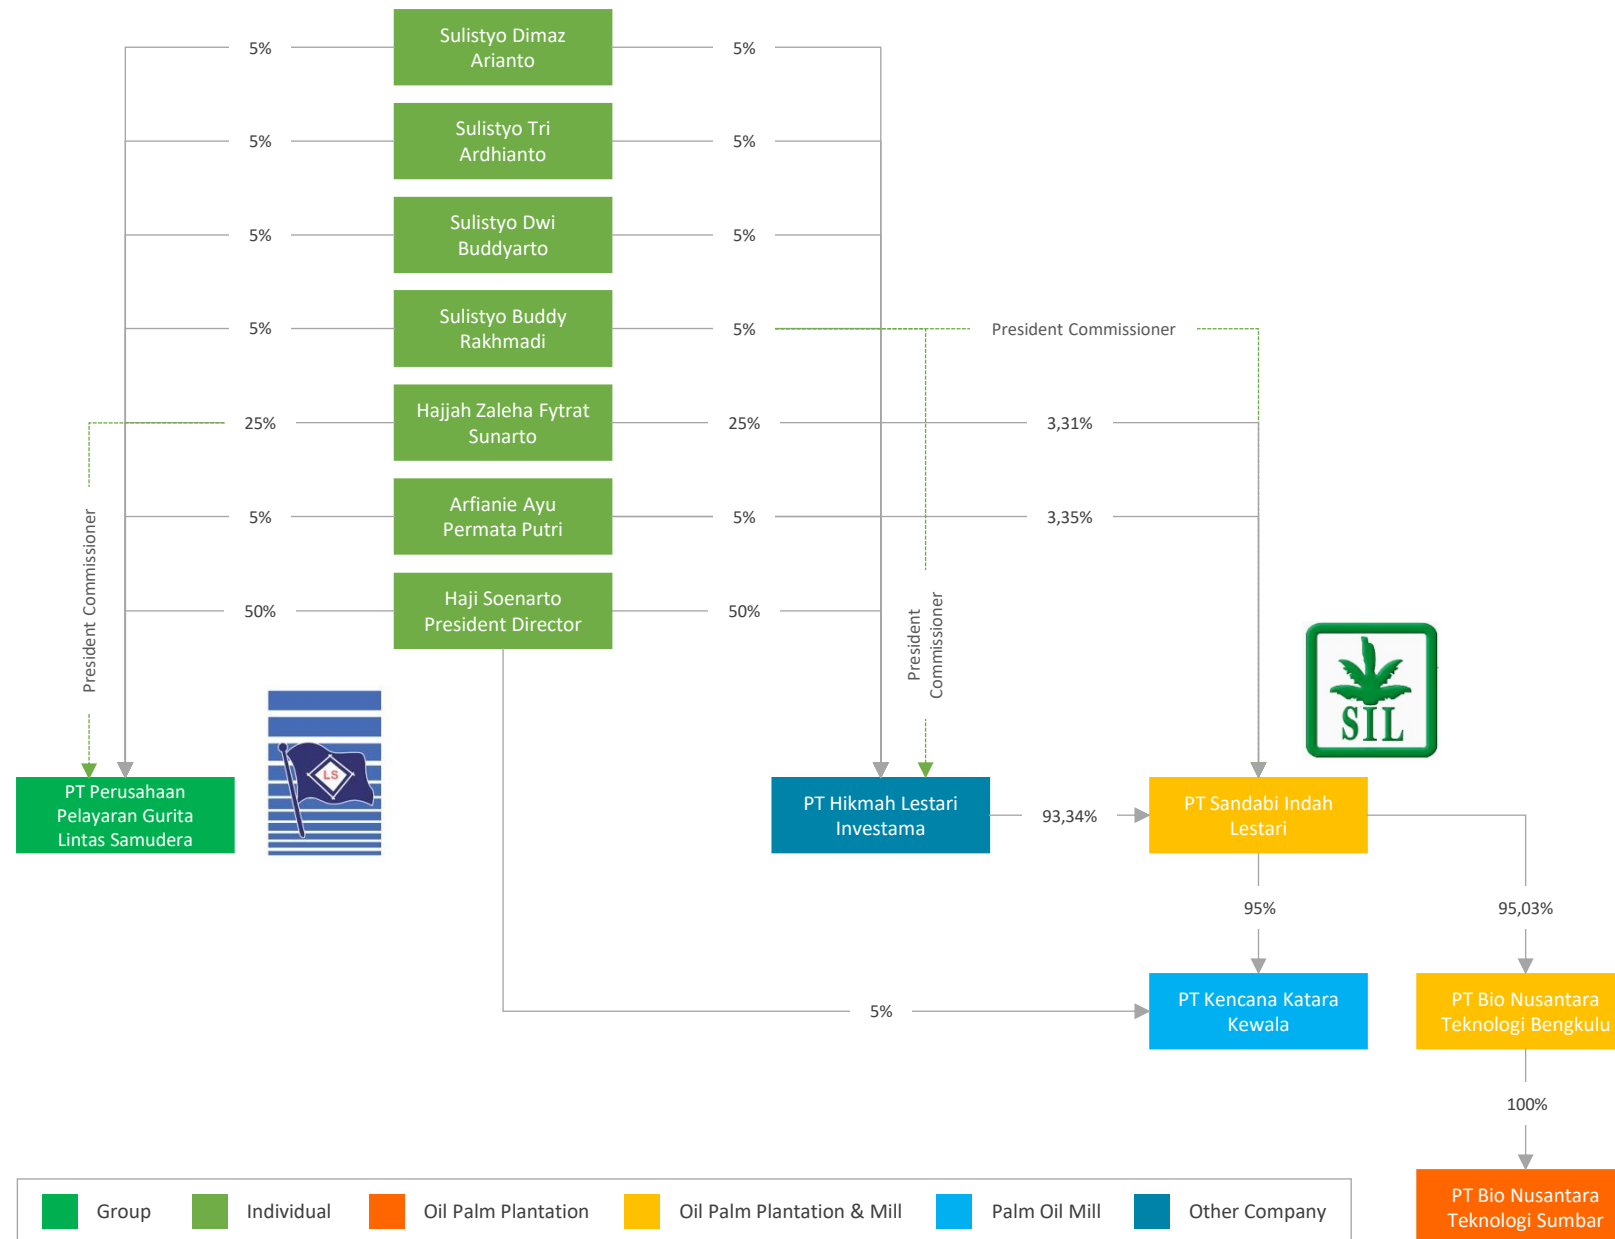 5%
Sulistyo Dimaz
Arianto
5%
5%
Sulistyo Tri
Ardhianto
5%
5%
Sulistyo Dwi
Buddyarto
5%
5%
Sulistyo Buddy
Rakhmadi
5%
President Commissioner
25%
Hajjah Zaleha Fytrat
Sunarto
25%
3,31%
5%
Arfianie Ayu
Permata Putri
5%
3,35%
50%
Haji Soenarto
President Director
50%
President Commissioner
President
Commissioner
LS
SIL
PT Perusahaan
Pelayaran Gurita
Lintas Samudera
PT Hikmah Lestari
Investama
93,34%
PT Sandabi Indah
Lestari
95%
95,03%
5%
PT Kencana Katara
Kewala
PT Bio Nusantara
Teknologi Bengkulu
100%
PT Bio Nusantara
Teknologi Sumbar
Group
Individual
Oil Palm Plantation
Oil Palm Plantation & Mill
Palm Oil Mill
Other Company